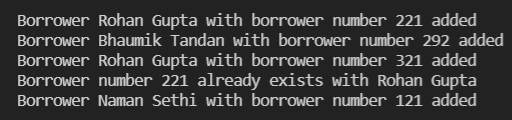 Borrower Rohan Gupta with borrower number 221 added
Borrower Bhaumik Tandan with borrower number 292 added
Borrower Rohan Gupta with borrower number 321 added
Borrower number 221 already exists with Rohan Gupta
Borrower Naman Sethi with borrower number 121 added